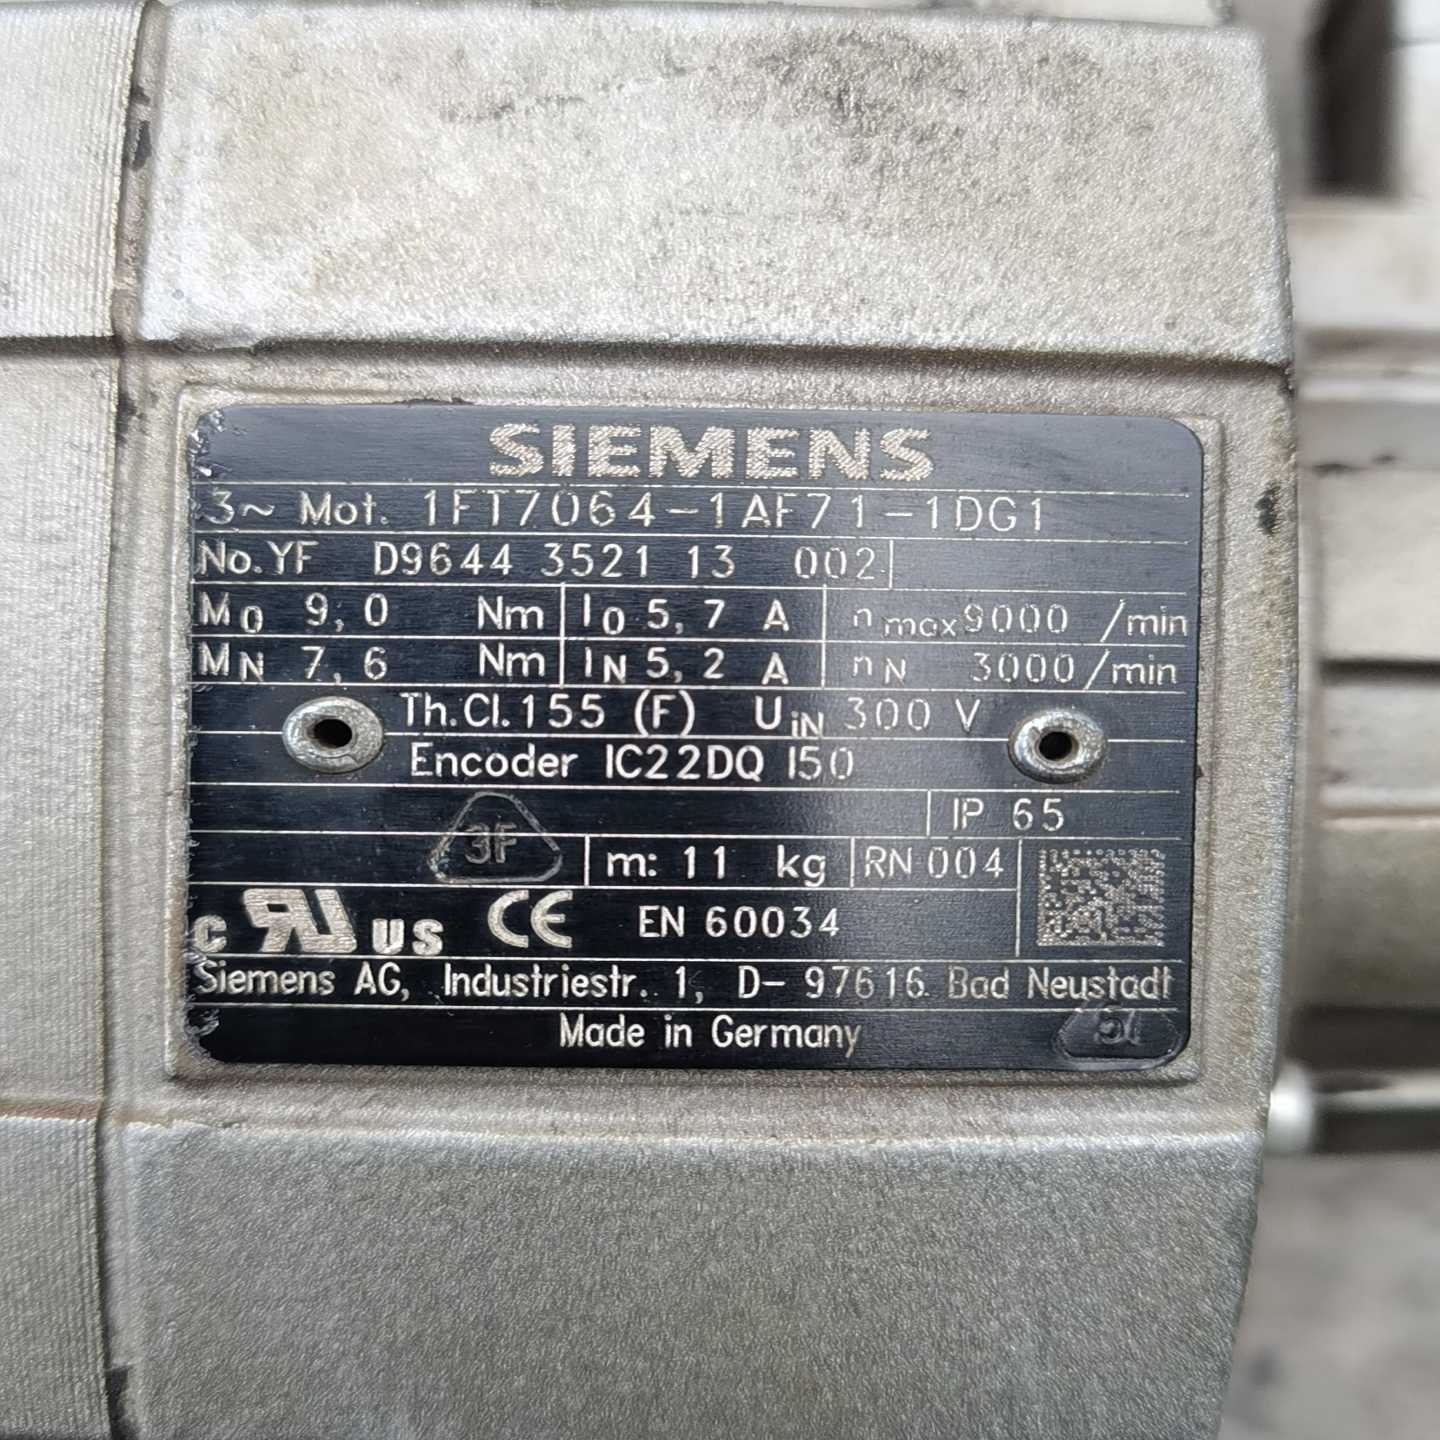 SIEMENS
3~ Mot. 1FT7064-1AF71-1DG1
No.YF D9644 3521 13 002
M0 9,0 Nm I0 5,7 A nmax 9000 /min
MN 7,6 Nm IN 5,2 A nN 3000 /min
Th.Cl.155 (F) UiN 300 V
Encoder IC22DQ I50
IP 65
3F m: 11 kg RN 004
c RU US CE EN 60034
Siemens AG, Industriestr. 1, D- 97616 Bad Neustadt
Made in Germany